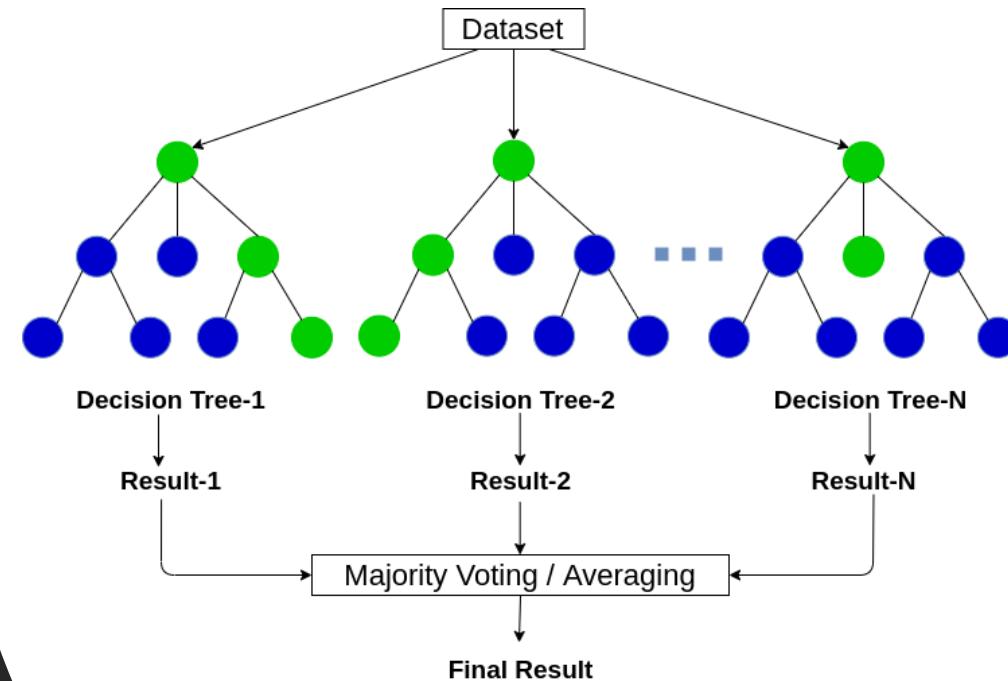 Dataset
Decision Tree-1
Decision Tree-2
Decision Tree-N
Result-1
Result-2
Result-N
Majority Voting / Averaging
Final Result